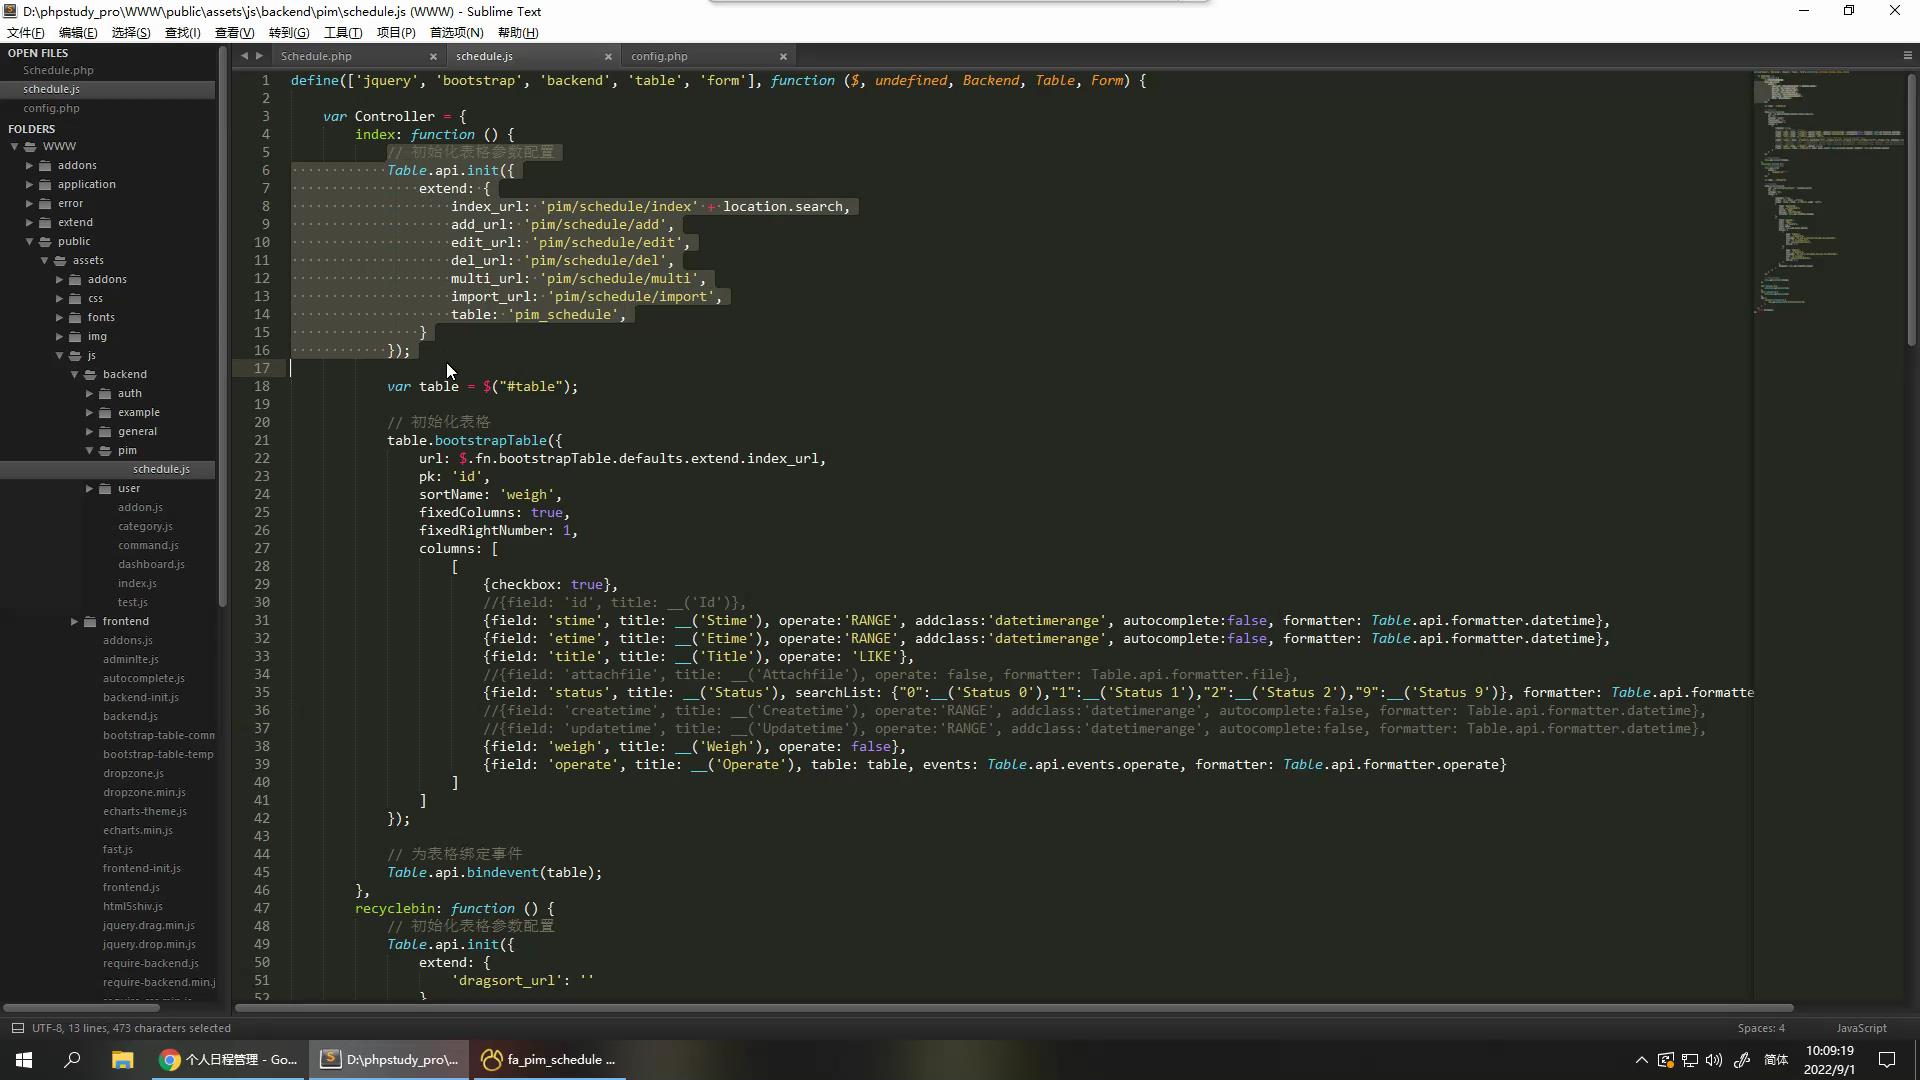 D:\phpstudy_pro\WWW\public\assets\js\backend\pim\schedule.js (WWW) - Sublime Text
文件(F) 编辑(E) 选择(S) 查找(I) 查看(V) 转到(G) 工具(T) 项目(P) 首选项(N) 帮助(H)
OPEN FILES
Schedule.php
schedule.js
config.php
FOLDERS
WWW
addons
application
error
extend
public
assets
addons
css
fonts
img
js
backend
auth
example
general
pim
schedule.js
user
addon.js
category.js
command.js
dashboard.js
index.js
test.js
frontend
addons.js
adminlte.js
autocomplete.js
backend-init.js
backend.js
bootstrap-table-comm
bootstrap-table-temp
dropzone.js
dropzone.min.js
echarts-theme.js
echarts.min.js
fast.js
frontend-init.js
frontend.js
html5shiv.js
jquery.drag.min.js
jquery.drop.min.js
require-backend.js
require-backend.min.j
Schedule.php schedule.js config.php
1 define(['jquery', 'bootstrap', 'backend', 'table', 'form'], function ($, undefined, Backend, Table, Form) {
2
3 var Controller = {
4 index: function () {
5 // 初始化表格参数配置
6 Table.api.init({
7 extend: {
8 index_url: 'pim/schedule/index' + location.search,
9 add_url: 'pim/schedule/add',
10 edit_url: 'pim/schedule/edit',
11 del_url: 'pim/schedule/del',
12 multi_url: 'pim/schedule/multi',
13 import_url: 'pim/schedule/import',
14 table: 'pim_schedule',
15 }
16 });
17
18 var table = $("#table");
19
20 // 初始化表格
21 table.bootstrapTable({
22 url: $.fn.bootstrapTable.defaults.extend.index_url,
23 pk: 'id',
24 sortName: 'weigh',
25 fixedColumns: true,
26 fixedRightNumber: 1,
27 columns: [
28 [
29 {checkbox: true},
30 //{field: 'id', title: __('Id')},
31 {field: 'stime', title: __('Stime'), operate:'RANGE', addclass:'datetimerange', autocomplete:false, formatter: Table.api.formatter.datetime},
32 {field: 'etime', title: __('Etime'), operate:'RANGE', addclass:'datetimerange', autocomplete:false, formatter: Table.api.formatter.datetime},
33 {field: 'title', title: __('Title'), operate: 'LIKE'},
34 //{field: 'attachfile', title: __('Attachfile'), operate: false, formatter: Table.api.formatter.file},
35 {field: 'status', title: __('Status'), searchList: {"0":__('Status 0'),"1":__('Status 1'),"2":__('Status 2'),"9":__('Status 9')}, formatter: Table.api.formatte
36 //{field: 'createtime', title: __('Createtime'), operate:'RANGE', addclass:'datetimerange', autocomplete:false, formatter: Table.api.formatter.datetime},
37 //{field: 'updatetime', title: __('Updatetime'), operate:'RANGE', addclass:'datetimerange', autocomplete:false, formatter: Table.api.formatter.datetime},
38 {field: 'weigh', title: __('Weigh'), operate: false},
39 {field: 'operate', title: __('Operate'), table: table, events: Table.api.events.operate, formatter: Table.api.formatter.operate}
40 ]
41 ]
42 });
43
44 // 为表格绑定事件
45 Table.api.bindevent(table);
46 },
47 recyclebin: function () {
48 // 初始化表格参数配置
49 Table.api.init({
50 extend: {
51 'dragsort_url': ''
52 }
UTF-8, 13 lines, 473 characters selected Spaces: 4 JavaScript
个人日程管理 - Go... D:\phpstudy_pro\... fa_pim_schedule ... 简体 10:09:19
2022/9/1